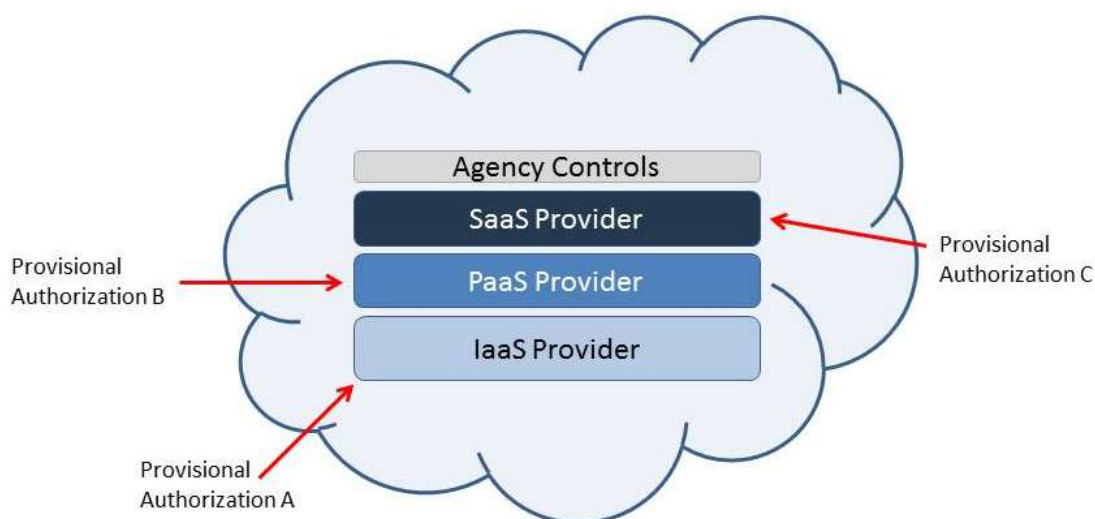 Agency Controls
SaaS Provider
Provisional
Authorization C
PaaS Provider
Provisional
Authorization B
IaaS Provider
Provisional
Authorization A